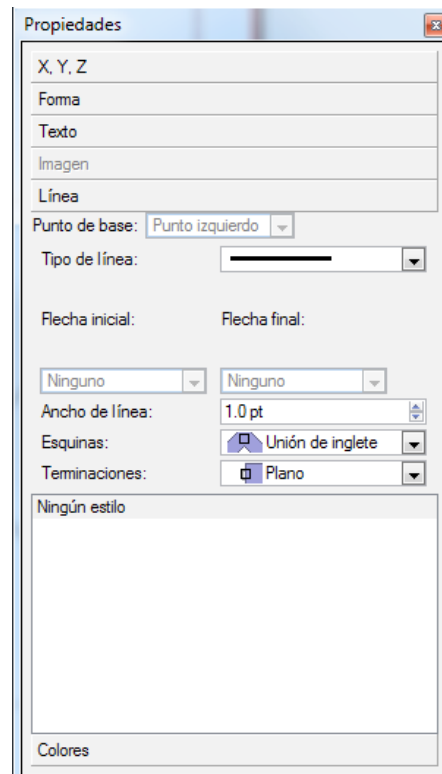 Propiedades
X, Y, Z
Forma
Texto
Imagen
Línea
Punto de base: Punto izquierdo
Tipo de línea:
Flecha inicial: Flecha final:
Ninguno Ninguno
Ancho de línea: 1.0 pt
Esquinas: Unión de inglete
Terminaciones: Plano
Ningún estilo
Colores